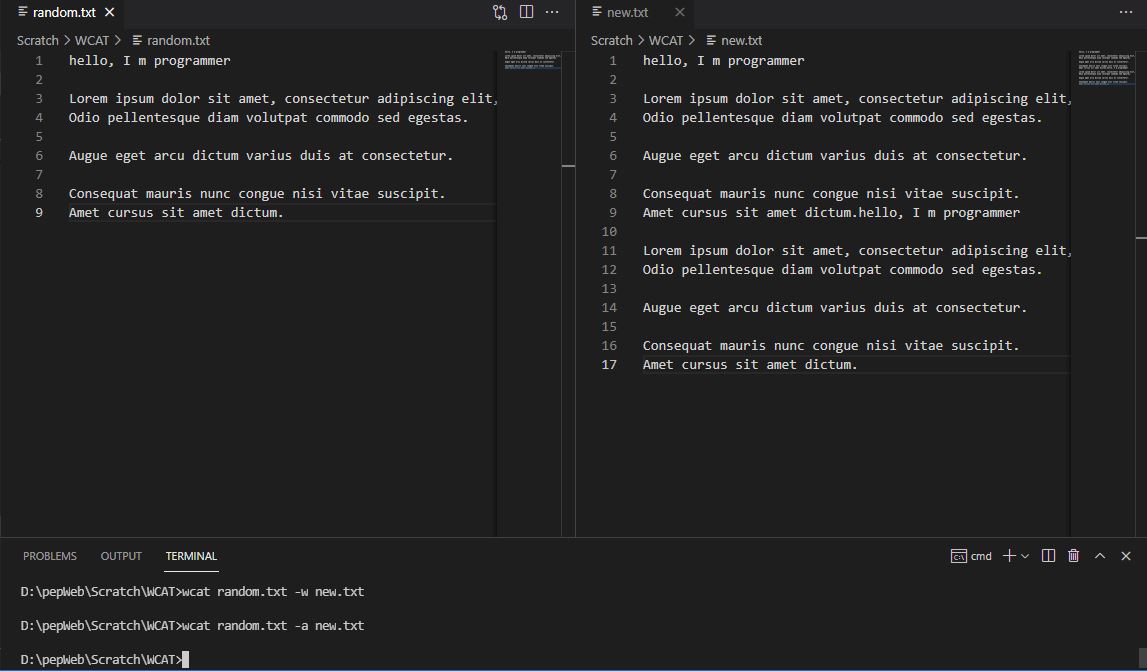 random.txt
Scratch > WCAT > random.txt
1 hello, I m programmer
2
3 Lorem ipsum dolor sit amet, consectetur adipiscing elit,
4 Odio pellentesque diam volutpat commodo sed egestas.
5
6 Augue eget arcu dictum varius duis at consectetur.
7
8 Consequat mauris nunc congue nisi vitae suscipit.
9 Amet cursus sit amet dictum.
new.txt
Scratch > WCAT > new.txt
1 hello, I m programmer
2
3 Lorem ipsum dolor sit amet, consectetur adipiscing elit,
4 Odio pellentesque diam volutpat commodo sed egestas.
5
6 Augue eget arcu dictum varius duis at consectetur.
7
8 Consequat mauris nunc congue nisi vitae suscipit.
9 Amet cursus sit amet dictum.hello, I m programmer
10
11 Lorem ipsum dolor sit amet, consectetur adipiscing elit,
12 Odio pellentesque diam volutpat commodo sed egestas.
13
14 Augue eget arcu dictum varius duis at consectetur.
15
16 Consequat mauris nunc congue nisi vitae suscipit.
17 Amet cursus sit amet dictum.
PROBLEMS OUTPUT TERMINAL cmd
D:\pepWeb\Scratch\WCAT>wcat random.txt -w new.txt
D:\pepWeb\Scratch\WCAT>wcat random.txt -a new.txt
D:\pepWeb\Scratch\WCAT>